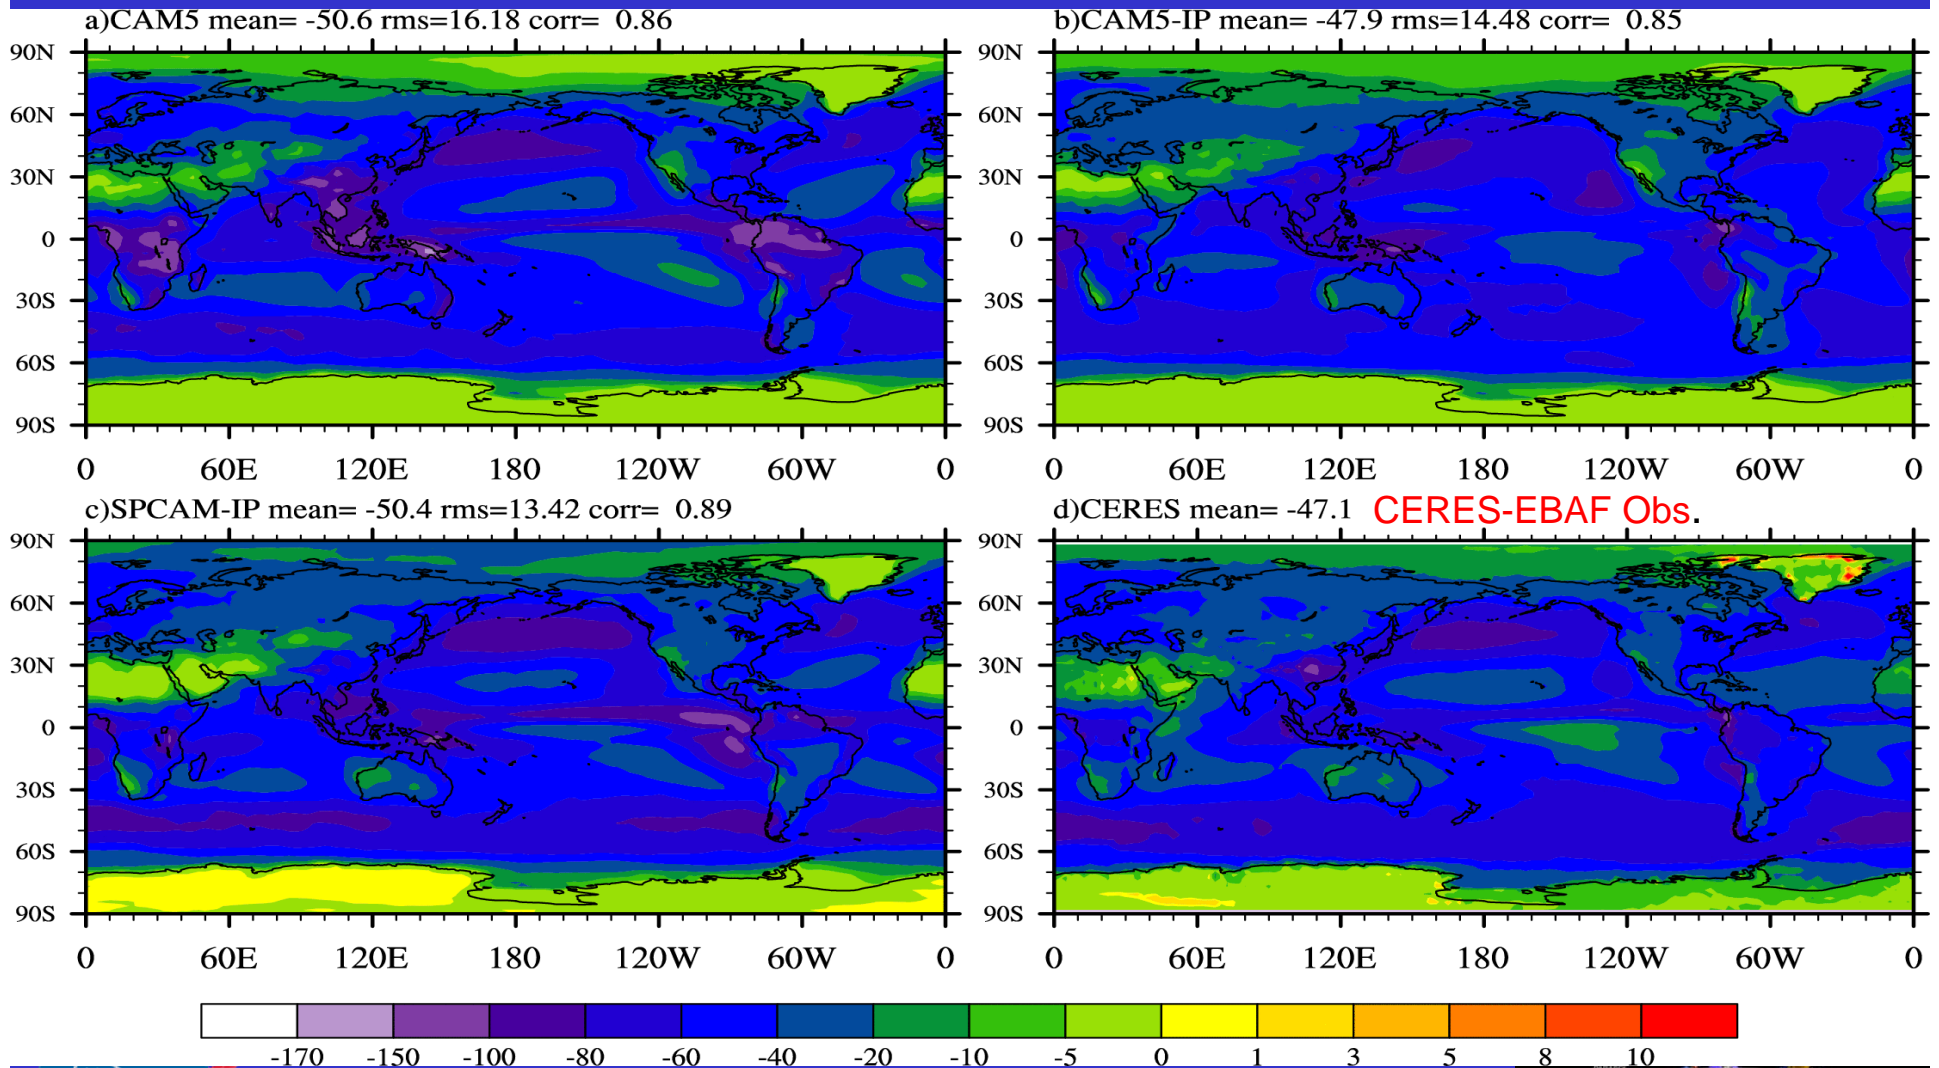 a)CAM5 mean= -50.6 rms=16.18 corr= 0.86
b)CAM5-IP mean= -47.9 rms=14.48 corr= 0.85
90N
60N
30N
0
30S
60S
90S
0 60E 120E 180 120W 60W 0
90N
60N
30N
0
30S
60S
90S
0 60E 120E 180 120W 60W 0
c)SPCAM-IP mean= -50.4 rms=13.42 corr= 0.89
d)CERES mean= -47.1 CERES-EBAF Obs.
90N
60N
30N
0
30S
60S
90S
0 60E 120E 180 120W 60W 0
90N
60N
30N
0
30S
60S
90S
0 60E 120E 180 120W 60W 0
-170 -150 -100 -80 -60 -40 -20 -10 -5 0 1 3 5 8 10